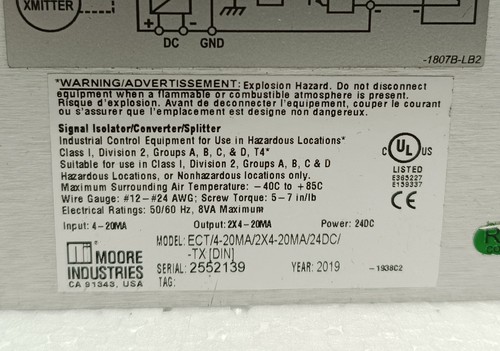 XMITTER
+
-
DC
GND
-1807B-LB2
*WARNING/ADVERTISSEMENT: Explosion Hazard. Do not disconnect
equipment when a flammable or combustible atmosphere is present.
Risque d'explosion. Avant de deconnecter l'equipement, couper le courant
ou s'assurer que l'emplacement est designe non dangereux.
Signal Isolator/Converter/Splitter
Industrial Control Equipment for Use in Hazardous Locations*
Class I, Division 2, Groups A, B, C, & D, T4*
Suitable for use in Class I, Division 2, Groups A, B, C & D
Hazardous Locations, or Nonhazardous locations only.
Maximum Surrounding Air Temperature: -40C to +85C
Wire Gauge: #12-#24 AWG; Screw Torque: 5-7 in/lb
Electrical Ratings: 50/60 Hz, 8VA Maximum
C UL US
LISTED
E365227
E139337
CE
Input: 4-20MA Output: 2X4-20MA Power: 24DC
MOORE
INDUSTRIES
CA 91343, USA
MODEL: ECT/4-20MA/2X4-20MA/24DC/
-TX [DIN]
SERIAL: 2552139 YEAR: 2019 -1938C2
TAG: